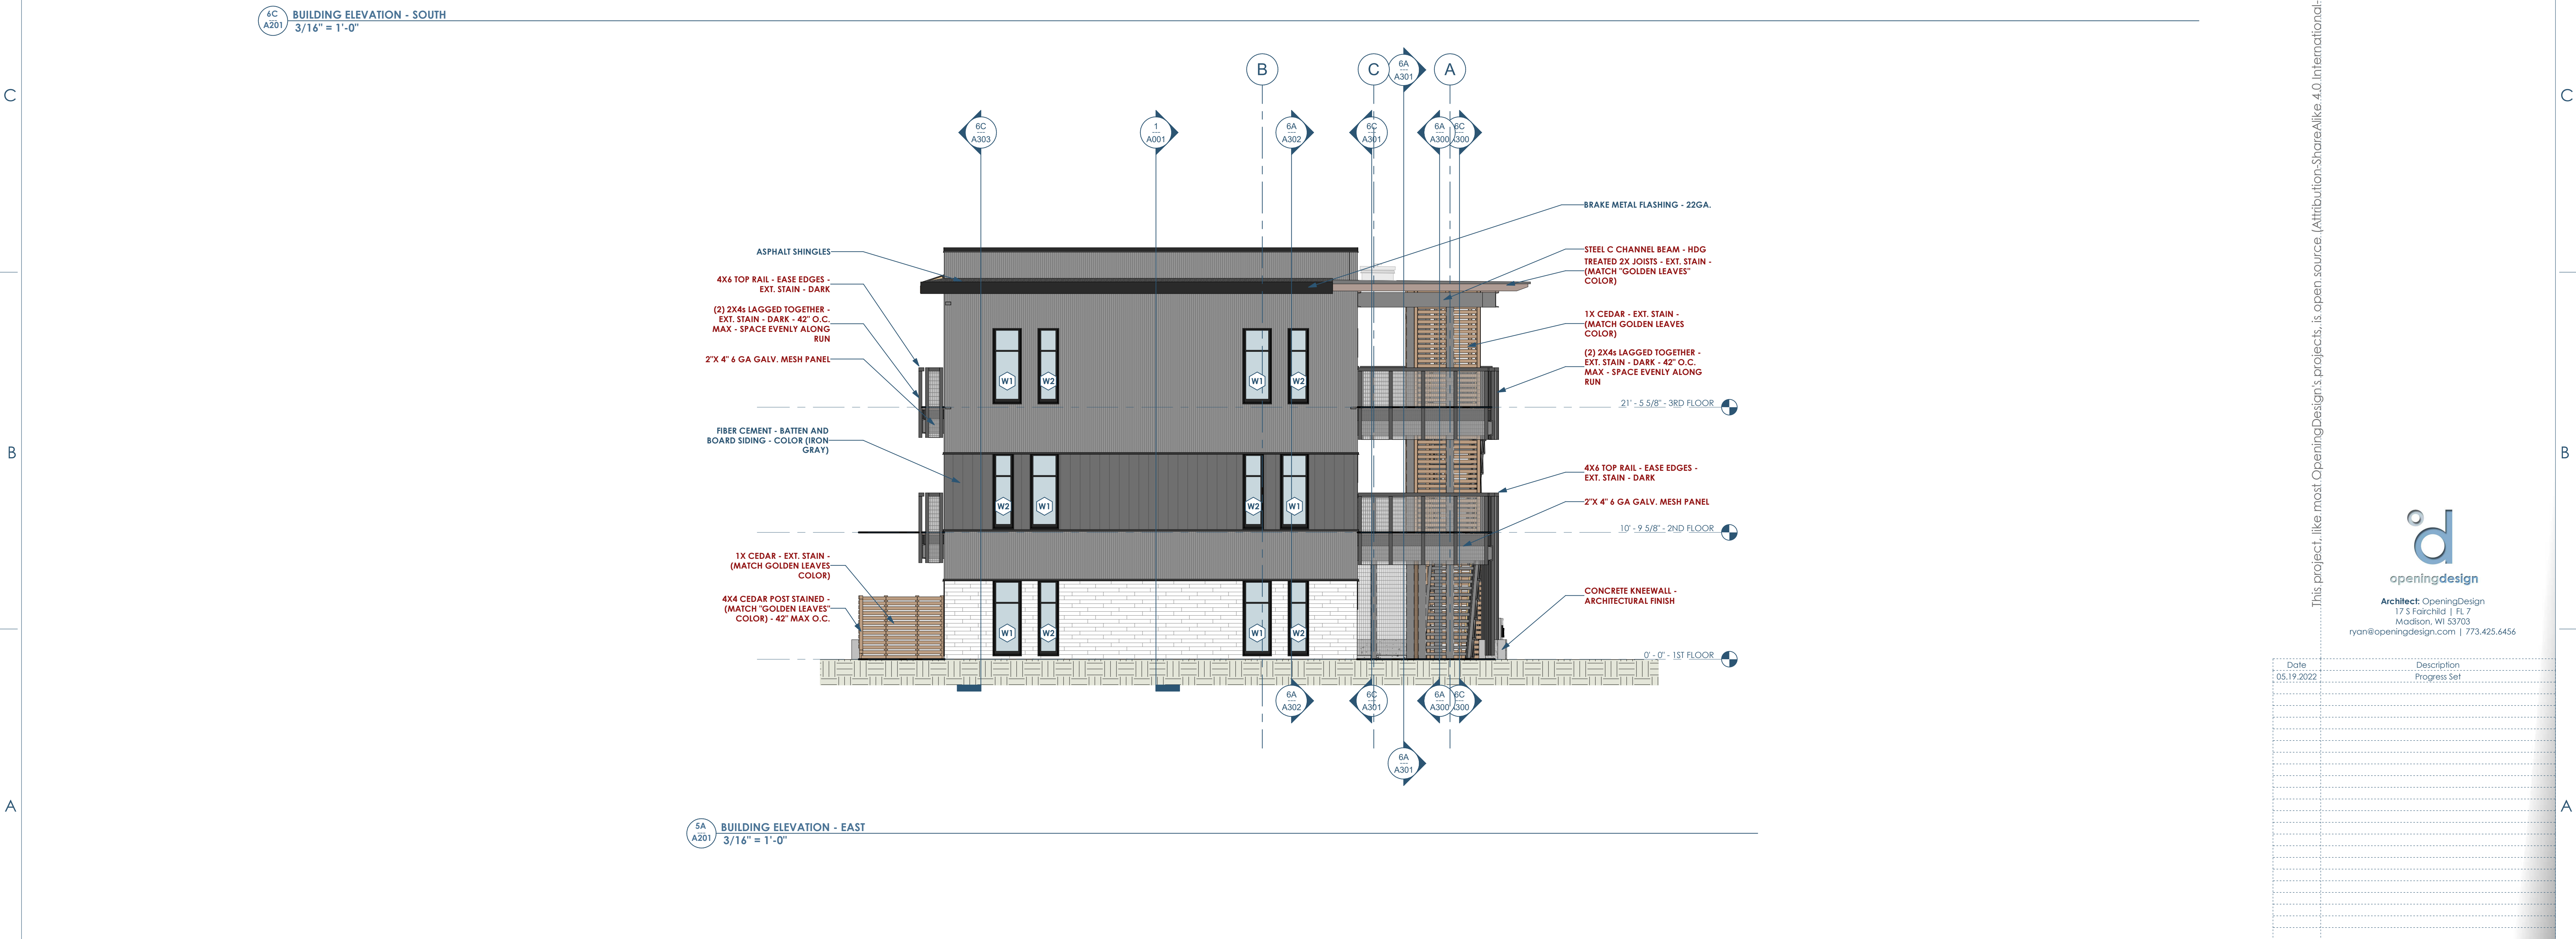 6C
A201
BUILDING ELEVATION - SOUTH
3/16" = 1'-0"
C
C
B
C
6A
A301
A
6C
A303
1
A001
6A
A302
6C
A301
6A
A300
6C
A300
BRAKE METAL FLASHING - 22GA.
ASPHALT SHINGLES
STEEL C CHANNEL BEAM - HDG
TREATED 2X JOISTS - EXT. STAIN -
(MATCH "GOLDEN LEAVES"
COLOR)
4X6 TOP RAIL - EASE EDGES -
EXT. STAIN - DARK
(2) 2X4s LAGGED TOGETHER -
EXT. STAIN - DARK - 42" O.C.
MAX - SPACE EVENLY ALONG
RUN
1X CEDAR - EXT. STAIN -
(MATCH GOLDEN LEAVES
COLOR)
2"X 4" 6 GA GALV. MESH PANEL
(2) 2X4s LAGGED TOGETHER -
EXT. STAIN - DARK - 42" O.C.
MAX - SPACE EVENLY ALONG
RUN
W1
W2
W1
W2
21' - 5 5/8" - 3RD FLOOR
FIBER CEMENT - BATTEN AND
BOARD SIDING - COLOR (IRON
GRAY)
B
B
4X6 TOP RAIL - EASE EDGES -
EXT. STAIN - DARK
2"X 4" 6 GA GALV. MESH PANEL
W2
W1
W2
W1
10' - 9 5/8" - 2ND FLOOR
1X CEDAR - EXT. STAIN -
(MATCH GOLDEN LEAVES
COLOR)
4X4 CEDAR POST STAINED -
(MATCH "GOLDEN LEAVES"
COLOR) - 42" MAX O.C.
CONCRETE KNEEWALL -
ARCHITECTURAL FINISH
W1
W2
W1
W2
0' - 0" - 1ST FLOOR
6A
A302
6C
A301
6A
A300
6C
A300
6A
A301
A
A
5A
A201
BUILDING ELEVATION - EAST
3/16" = 1'-0"
This project, like most OpeningDesign's projects, is open source (Attribution-ShareAlike 4.0 International
openingdesign
Architect: OpeningDesign
17 S Fairchild | FL 7
Madison, WI 53703
ryan@openingdesign.com | 773.425.6456
Date Description
05.19.2022 Progress Set